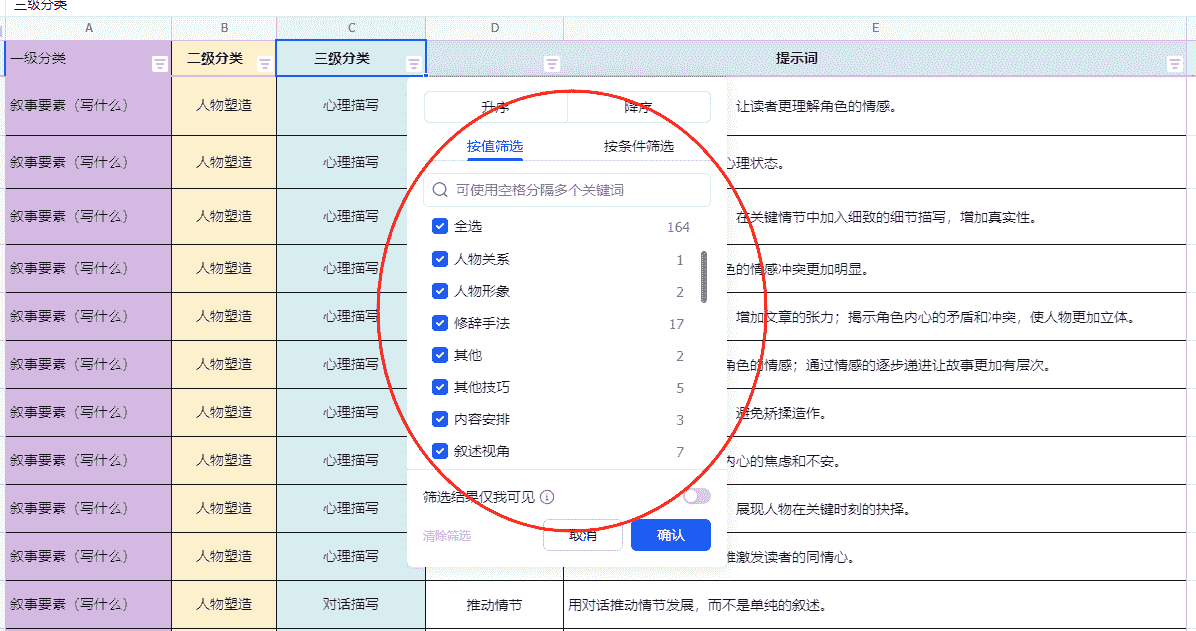 三级分类
A B C D E
一级分类 二级分类 三级分类 提示词
叙事要素（写什么） 人物塑造 心理描写 让读者更理解角色的情感。
叙事要素（写什么） 人物塑造 心理描写 心理状态。
叙事要素（写什么） 人物塑造 心理描写 在关键情节中加入细致的细节描写，增加真实性。
叙事要素（写什么） 人物塑造 心理描写 色的情感冲突更加明显。
叙事要素（写什么） 人物塑造 心理描写 增加文章的张力；揭示角色内心的矛盾和冲突，使人物更加立体。
叙事要素（写什么） 人物塑造 心理描写 角色的情感；通过情感的逐步递进让故事更加有层次。
叙事要素（写什么） 人物塑造 心理描写 避免矫揉造作。
叙事要素（写什么） 人物塑造 心理描写 内心的焦虑和不安。
叙事要素（写什么） 人物塑造 心理描写 展现人物在关键时刻的抉择。
叙事要素（写什么） 人物塑造 心理描写 激发读者的同情心。
叙事要素（写什么） 人物塑造 对话描写 推动情节 用对话推动情节发展，而不是单纯的叙述。
升序 降序
按值筛选 按条件筛选
可使用空格分隔多个关键词
全选 164
人物关系 1
人物形象 2
修辞手法 17
其他 2
其他技巧 5
内容安排 3
叙述视角 7
筛选结果仅我可见
清除筛选 取消 确认